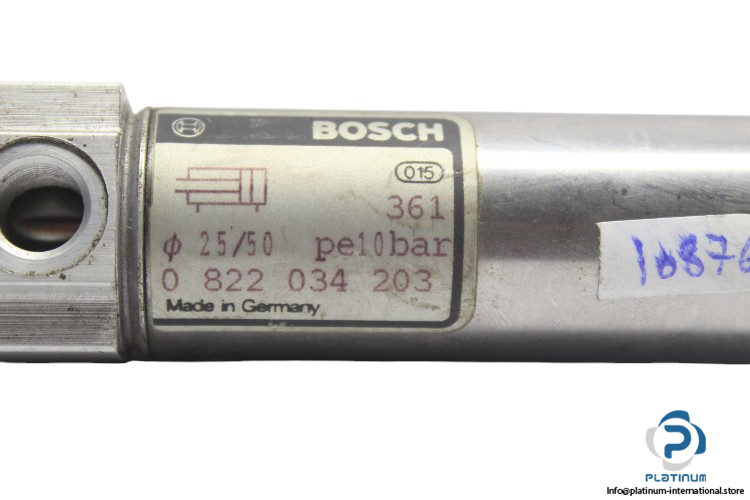 BOSCH
015
361
ϕ 25/50 pe10bar
0 822 034 203
Made in Germany
PLATINUM
Info@platinum-international.store